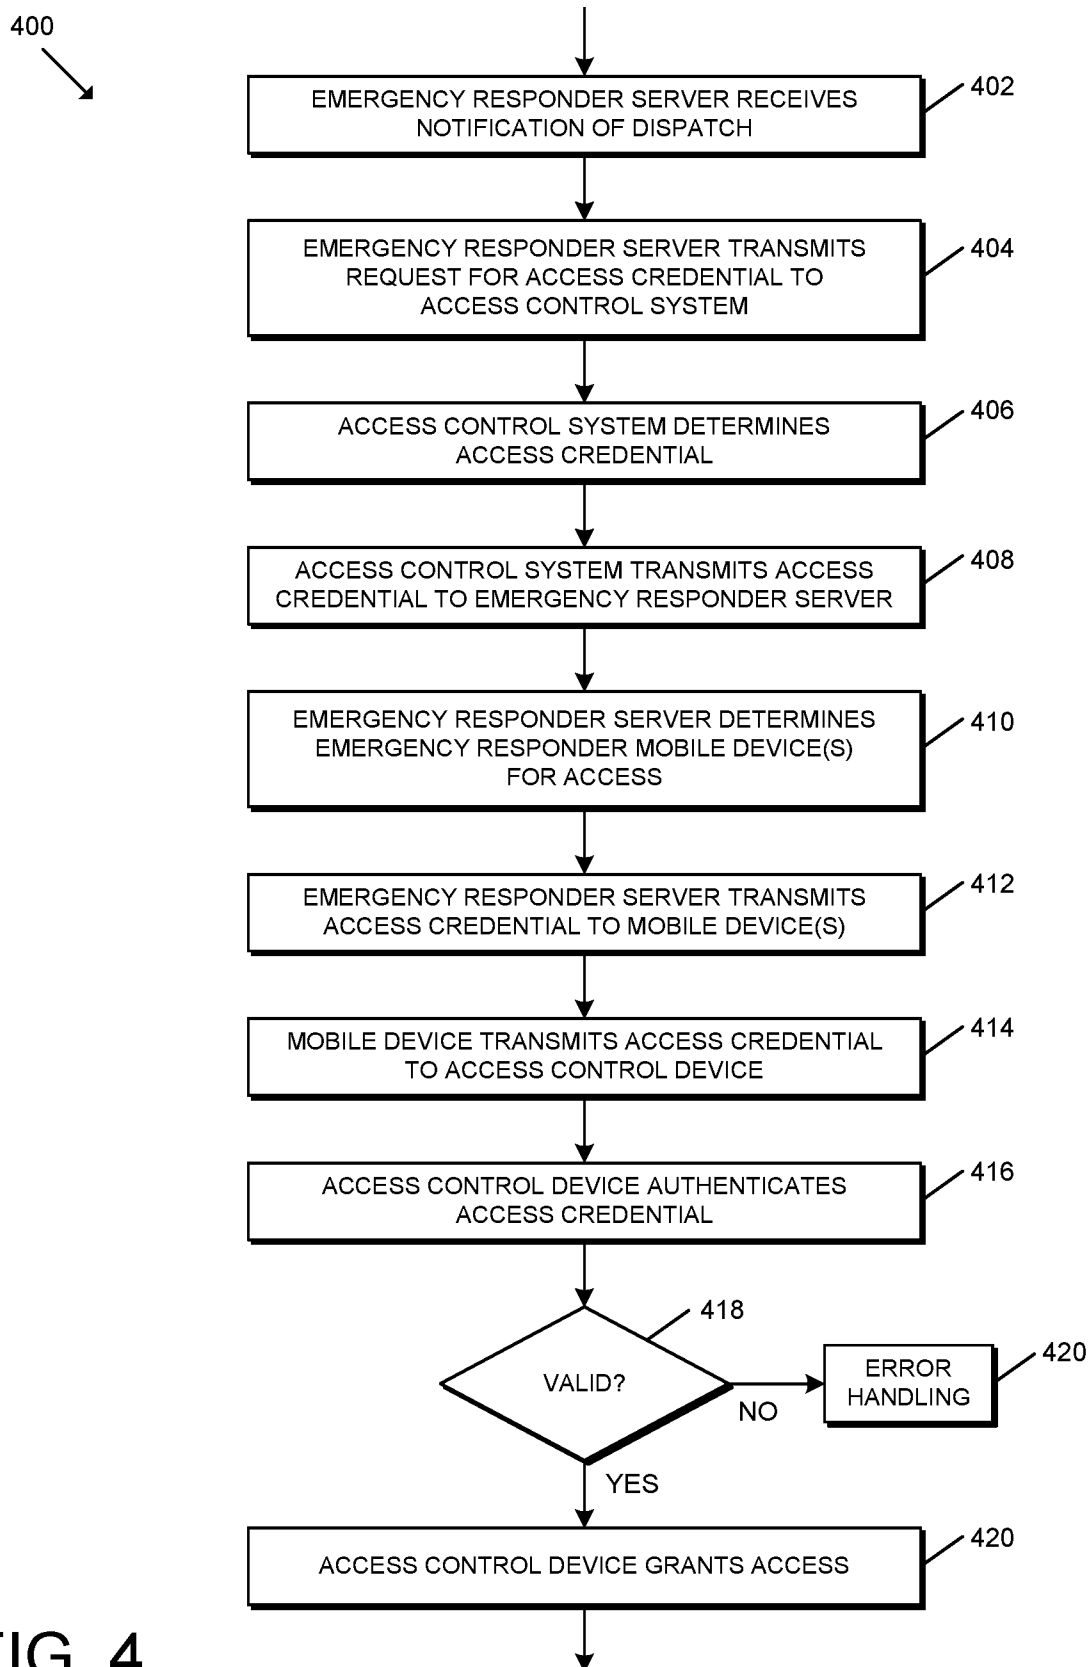 400
EMERGENCY RESPONDER SERVER RECEIVES
NOTIFICATION OF DISPATCH
402
EMERGENCY RESPONDER SERVER TRANSMITS
REQUEST FOR ACCESS CREDENTIAL TO
ACCESS CONTROL SYSTEM
404
ACCESS CONTROL SYSTEM DETERMINES
ACCESS CREDENTIAL
406
ACCESS CONTROL SYSTEM TRANSMITS ACCESS
CREDENTIAL TO EMERGENCY RESPONDER SERVER
408
EMERGENCY RESPONDER SERVER DETERMINES
EMERGENCY RESPONDER MOBILE DEVICE(S)
FOR ACCESS
410
EMERGENCY RESPONDER SERVER TRANSMITS
ACCESS CREDENTIAL TO MOBILE DEVICE(S)
412
MOBILE DEVICE TRANSMITS ACCESS CREDENTIAL
TO ACCESS CONTROL DEVICE
414
ACCESS CONTROL DEVICE AUTHENTICATES
ACCESS CREDENTIAL
416
VALID?
418
NO
ERROR
HANDLING
420
YES
ACCESS CONTROL DEVICE GRANTS ACCESS
420
FIG. 4